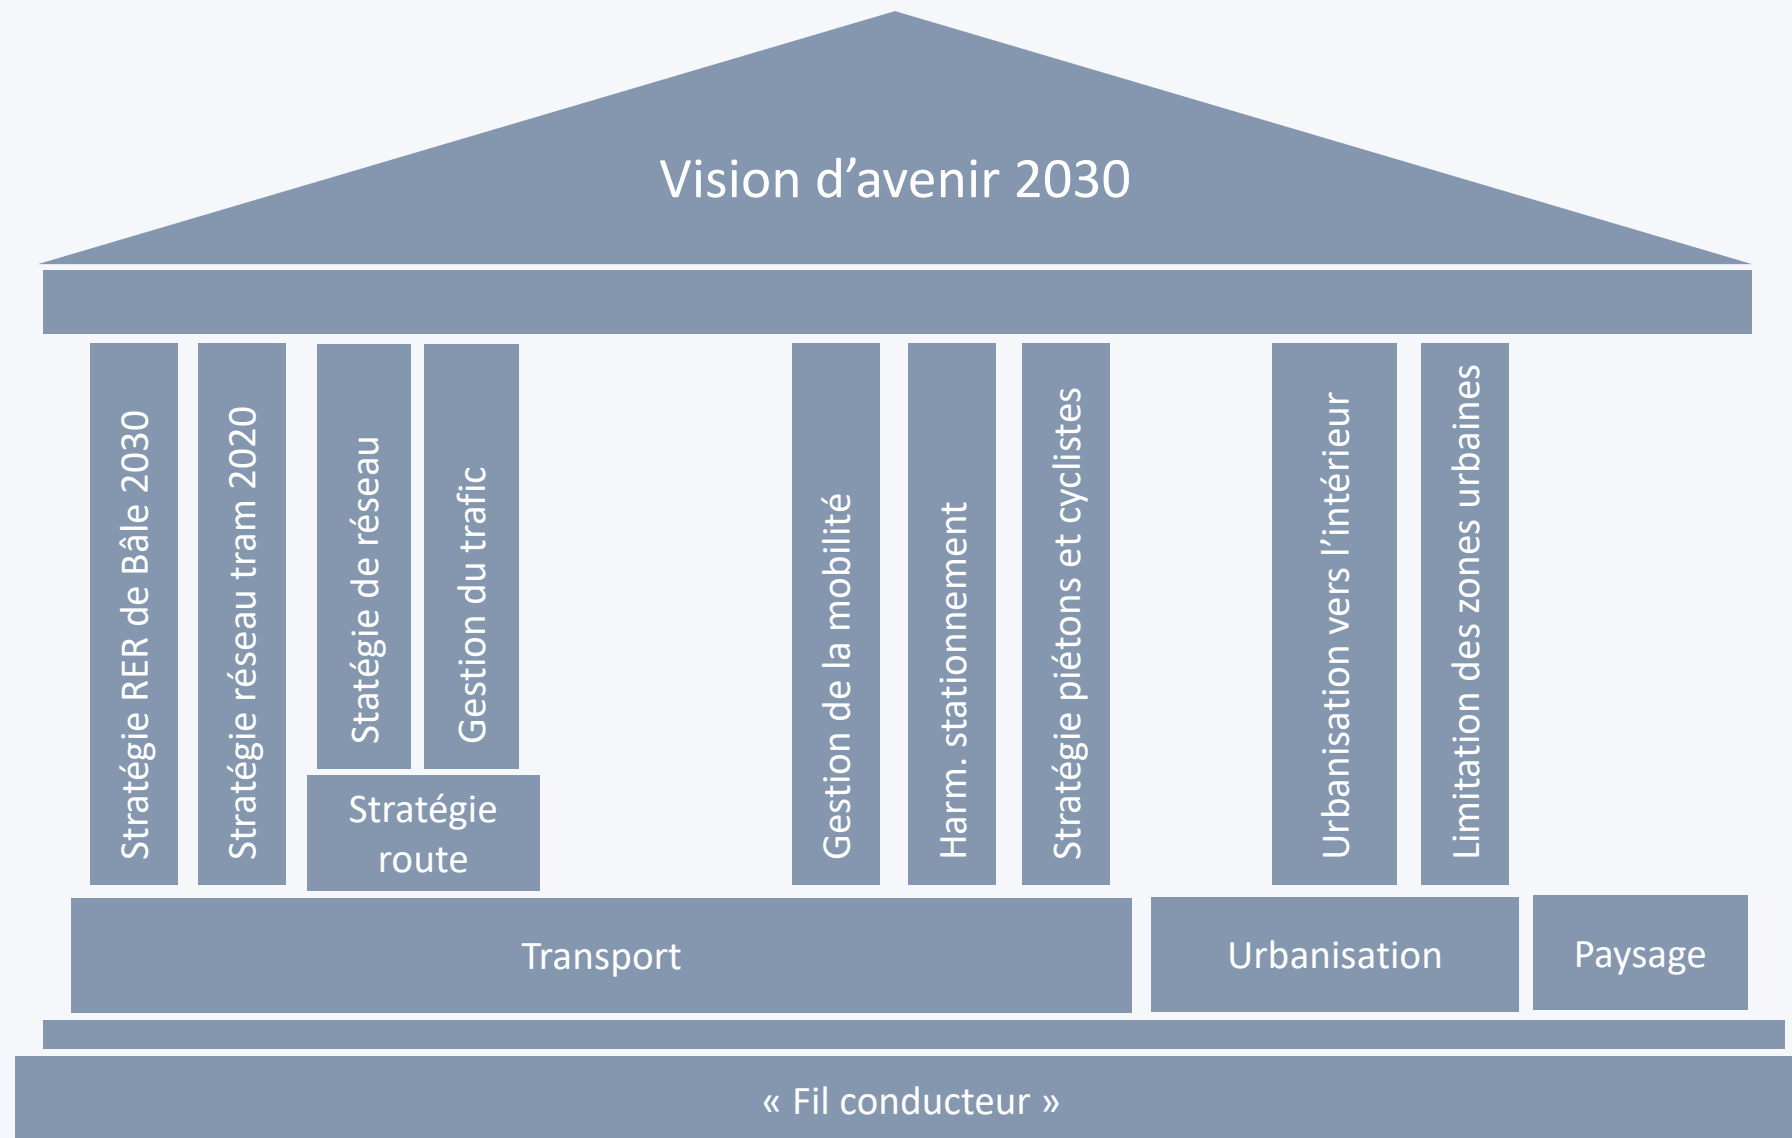 Vision d’avenir 2030
Stratégie RER de Bâle 2030
Stratégie réseau tram 2020
Statégie de réseau
Gestion du trafic
Stratégie
route
Gestion de la mobilité
Harm. stationnement
Stratégie piétons et cyclistes
Urbanisation vers l’intérieur
Limitation des zones urbaines
Transport
Urbanisation
Paysage
« Fil conducteur »